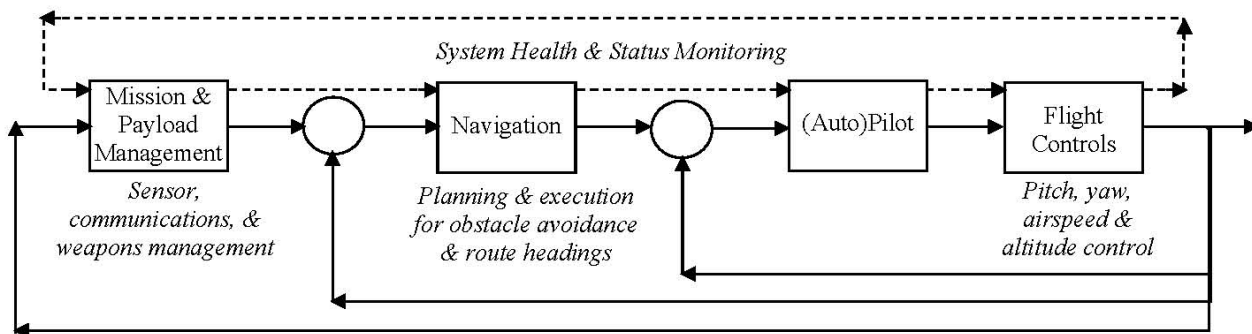 System Health & Status Monitoring
Mission &
Payload
Management
Navigation
(Auto)Pilot
Flight
Controls
Sensor,
communications, &
weapons management
Planning & execution
for obstacle avoidance
& route headings
Pitch, yaw,
airspeed &
altitude control